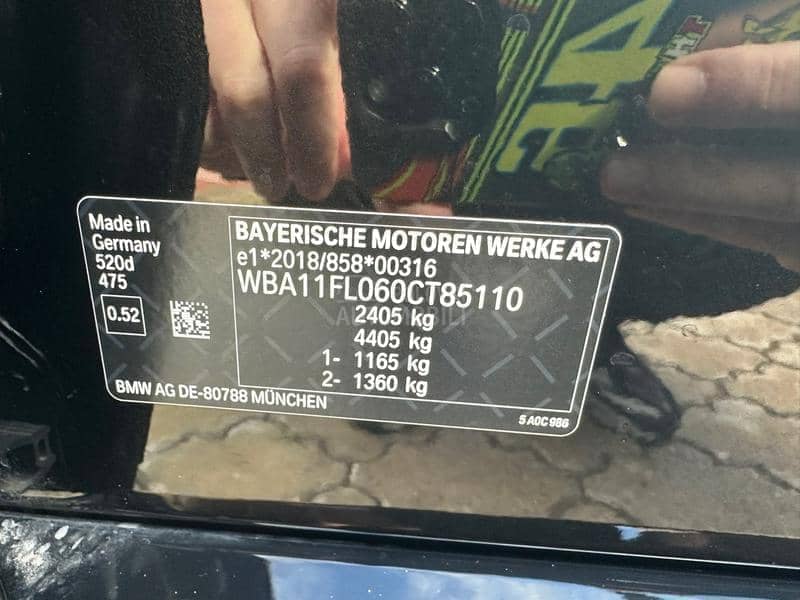 Made in
Germany
520d
475
0.52
BAYERISCHE MOTOREN WERKE AG
e1*2018/858*00316
WBA11FL060CT85110
2405 kg
4405 kg
1- 1165 kg
2- 1360 kg
BMW AG DE-80788 MÜNCHEN
5 A0C 986